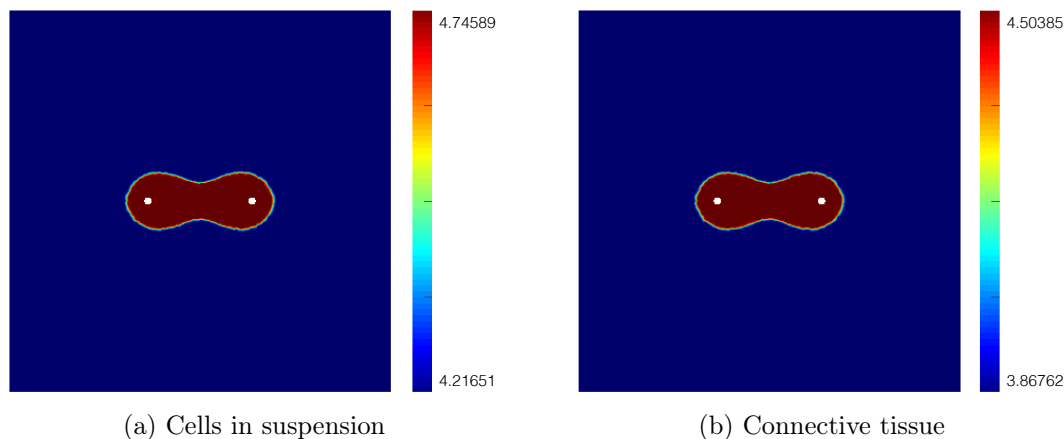 4.74589
4.21651
(a) Cells in suspension
4.50385
3.86762
(b) Connective tissue